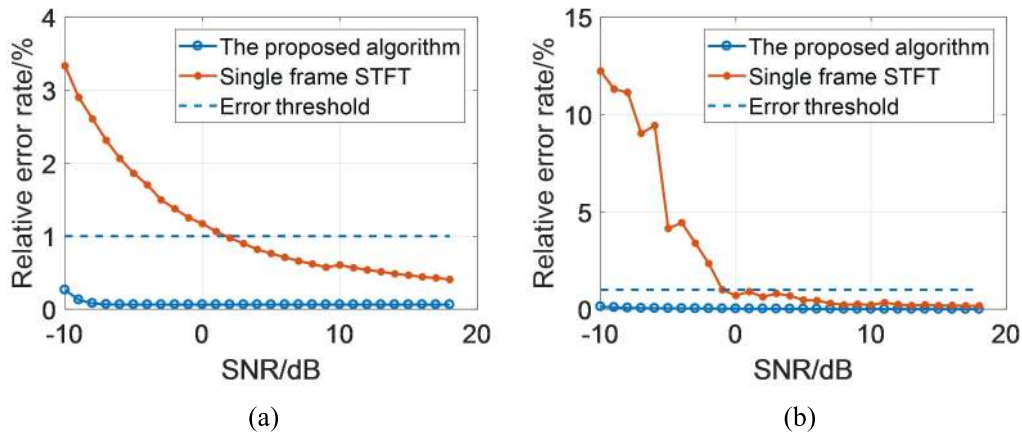 4
3
2
1
0
-10
0
10
20
Relative error rate/%
SNR/dB
The proposed algorithm
Single frame STFT
Error threshold
(a)
15
10
5
0
-10
0
10
20
Relative error rate/%
SNR/dB
The proposed algorithm
Single frame STFT
Error threshold
(b)